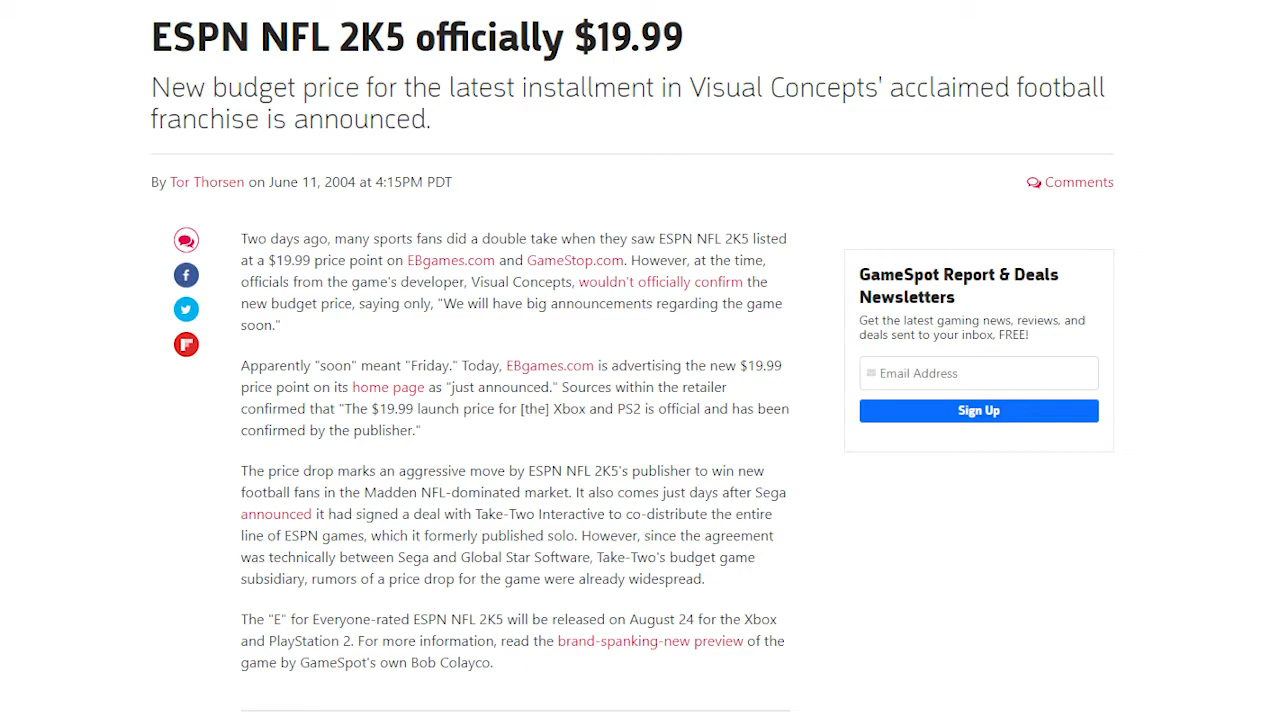 ESPN NFL 2K5 officially $19.99
New budget price for the latest installment in Visual Concepts' acclaimed football
franchise is announced.
By Tor Thorsen on June 11, 2004 at 4:15PM PDT
Comments
Two days ago, many sports fans did a double take when they saw ESPN NFL 2K5 listed
at a $19.99 price point on EBgames.com and GameStop.com. However, at the time,
officials from the game's developer, Visual Concepts, wouldn't officially confirm the
new budget price, saying only, "We will have big announcements regarding the game
soon."
Apparently "soon" meant "Friday." Today, EBgames.com is advertising the new $19.99
price point on its home page as "just announced." Sources within the retailer
confirmed that "The $19.99 launch price for [the] Xbox and PS2 is official and has been
confirmed by the publisher."
The price drop marks an aggressive move by ESPN NFL 2K5's publisher to win new
football fans in the Madden NFL-dominated market. It also comes just days after Sega
announced it had signed a deal with Take-Two Interactive to co-distribute the entire
line of ESPN games, which it formerly published solo. However, since the agreement
was technically between Sega and Global Star Software, Take-Two's budget game
subsidiary, rumors of a price drop for the game were already widespread.
The "E" for Everyone-rated ESPN NFL 2K5 will be released on August 24 for the Xbox
and PlayStation 2. For more information, read the brand-spanking-new preview of the
game by GameSpot's own Bob Colayco.
GameSpot Report & Deals
Newsletters
Get the latest gaming news, reviews, and
deals sent to your inbox, FREE!
Email Address
Sign Up